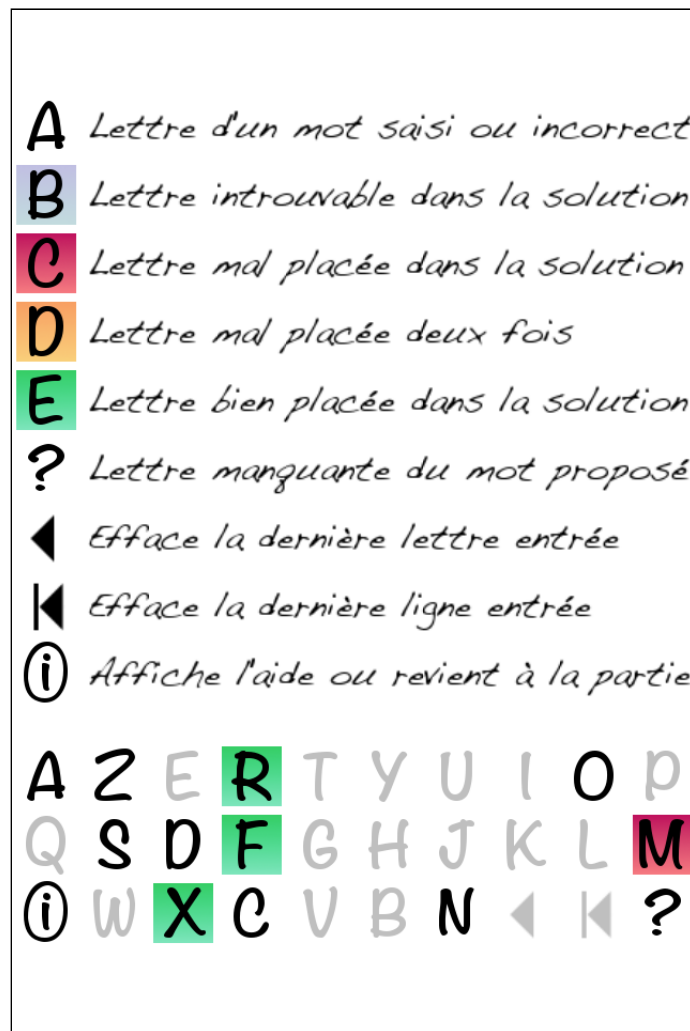 A Lettre d'un mot saisi ou incorrect
B Lettre introuvable dans la solution
C Lettre mal placée dans la solution
D Lettre mal placée deux fois
E Lettre bien placée dans la solution
? Lettre manquante du mot proposé
Efface la dernière lettre entrée
Efface la dernière ligne entrée
i Affiche l'aide ou revient à la partie
A Z E R T Y U I O P
Q S D F G H J K L M
i W X C V B N ?